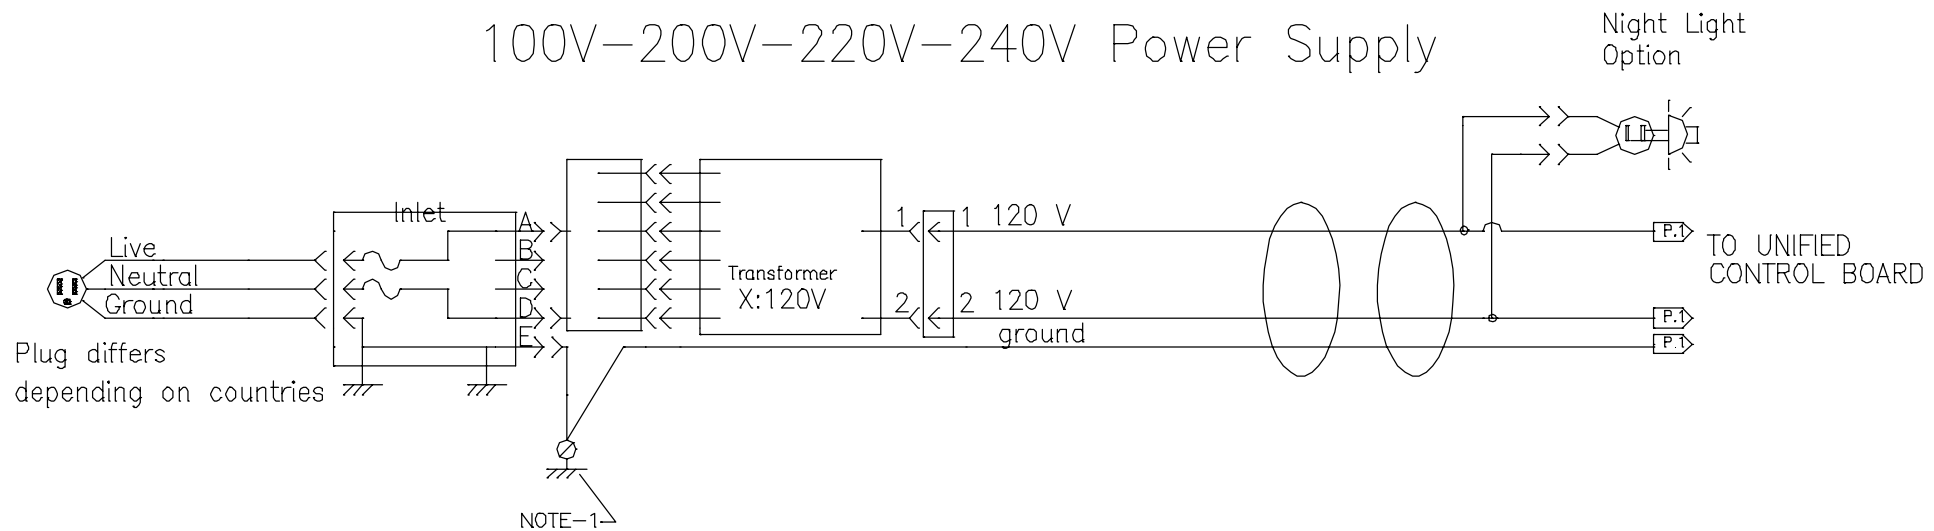 100V-200V-220V-240V Power Supply
Night Light
Option
Inlet
Live
Neutral
Ground
Plug differs
depending on countries
A
B
C
D
E
Transformer
X:120V
1
1
120 V
2
2
120 V
ground
P.1
P.1
P.1
TO UNIFIED
CONTROL BOARD
NOTE-1